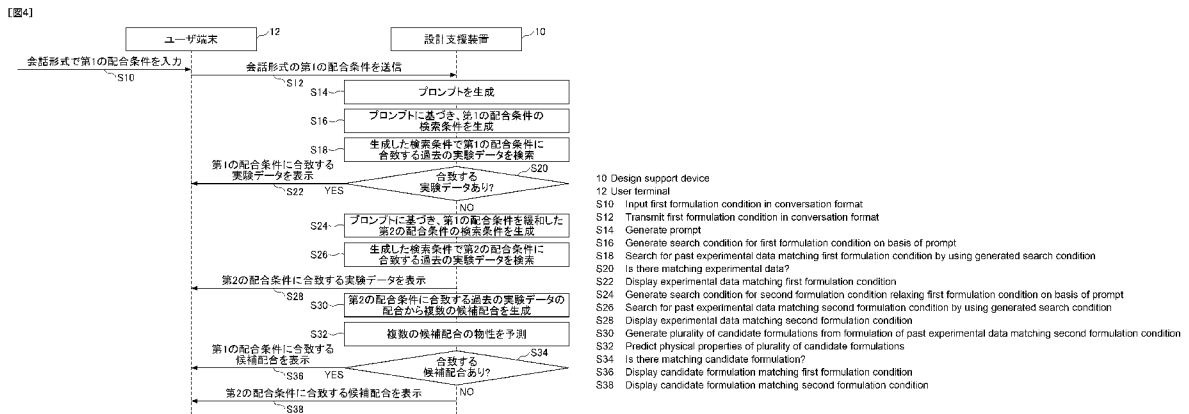 [図4]
ユーザ端末
12
設計支援装置
10
会話形式で第1の配合条件を入力
S10
会話形式の第1の配合条件を送信
S12
S14
プロンプトを生成
S16
プロンプトに基づき、第1の配合条件の
検索条件を生成
S18
生成した検索条件で第1の配合条件に
合致する過去の実験データを検索
第1の配合条件に合致する
実験データを表示
S22
YES
合致する
実験データあり?
S20
NO
S24
プロンプトに基づき、第1の配合条件を緩和した
第2の配合条件の検索条件を生成
S26
生成した検索条件で第2の配合条件に
合致する過去の実験データを検索
第2の配合条件に合致する実験データを表示
S28
S30
第2の配合条件に合致する過去の実験データの
配合から複数の候補配合を生成
S32
複数の候補配合の物性を予測
第1の配合条件に合致する
候補配合を表示
S36
YES
合致する
候補配合あり?
S34
NO
第2の配合条件に合致する候補配合を表示
S38
10 Design support device
12 User terminal
S10 Input first formulation condition in conversation format
S12 Transmit first formulation condition in conversation format
S14 Generate prompt
S16 Generate search condition for first formulation condition on basis of prompt
S18 Search for past experimental data matching first formulation condition by using generated search condition
S20 Is there matching experimental data?
S22 Display experimental data matching first formulation condition
S24 Generate search condition for second formulation condition relaxing first formulation condition on basis of prompt
S26 Search for past experimental data matching second formulation condition by using generated search condition
S28 Display experimental data matching second formulation condition
S30 Generate plurality of candidate formulations from formulation of past experimental data matching second formulation condition
S32 Predict physical properties of plurality of candidate formulations
S34 Is there matching candidate formulation?
S36 Display candidate formulation matching first formulation condition
S38 Display candidate formulation matching second formulation condition